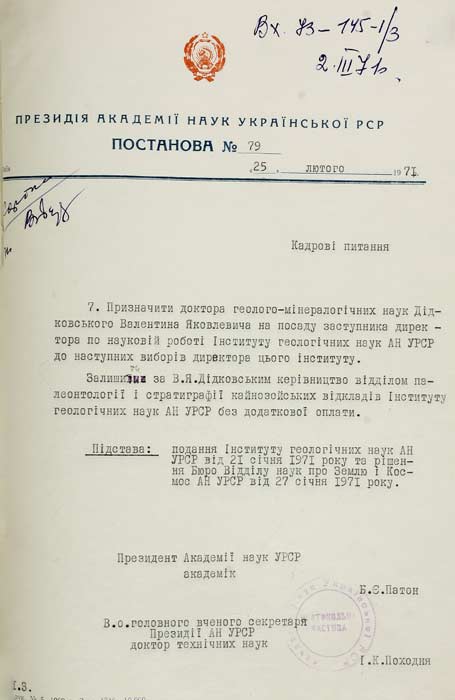 Вх. 73-145-1/3
2.III 71р.
ПРЕЗИДІЯ АКАДЕМІЇ НАУК УКРАЇНСЬКОЇ РСР
ПОСТАНОВА № 79
„25„ ЛЮТОГО 1971
Кадрові питання
7. Призначити доктора геолого-мінералогічних наук Дід-
ковського Валентина Яковлевича на посаду заступника дирек -
тора по науковій роботі Інституту геологічних наук АН УРСР
до наступних виборів директора цього інституту.
за В.Я.Дідковським керівництво відділом па-
леонтології і стратиграфії кайнозейських відкладів Інституту
геологічних наук АН УРСР без додаткової оплати.
Підстава: подання Інституту геологічних наук АН
УРСР від 21 січня 1971 року та рішен-
ня Бюро Відділу наук про Землю і Кос-
мос АН УРСР від 27 січня 1971 року.
Президент Академії наук УРСР
академік
Б.Є.Патон
В.о.головного вченого секретаря
Президії АН УРСР
доктор технічних наук
І.К.Походня